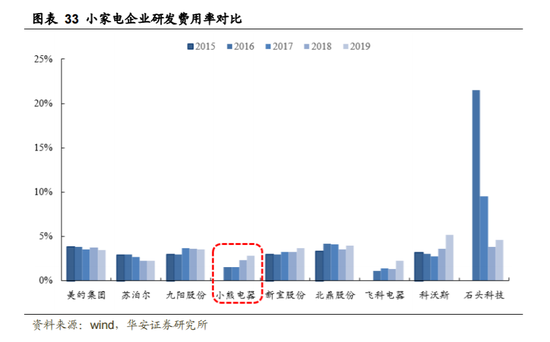 图表 33 小家电企业研发费用率对比
2015 2016 2017 2018 2019
25%
20%
15%
10%
5%
0%
美的集团 苏泊尔 九阳股份 小熊电器 新宝股份 北鼎股份 飞科电器 科沃斯 石头科技
资料来源：wind，华安证券研究所